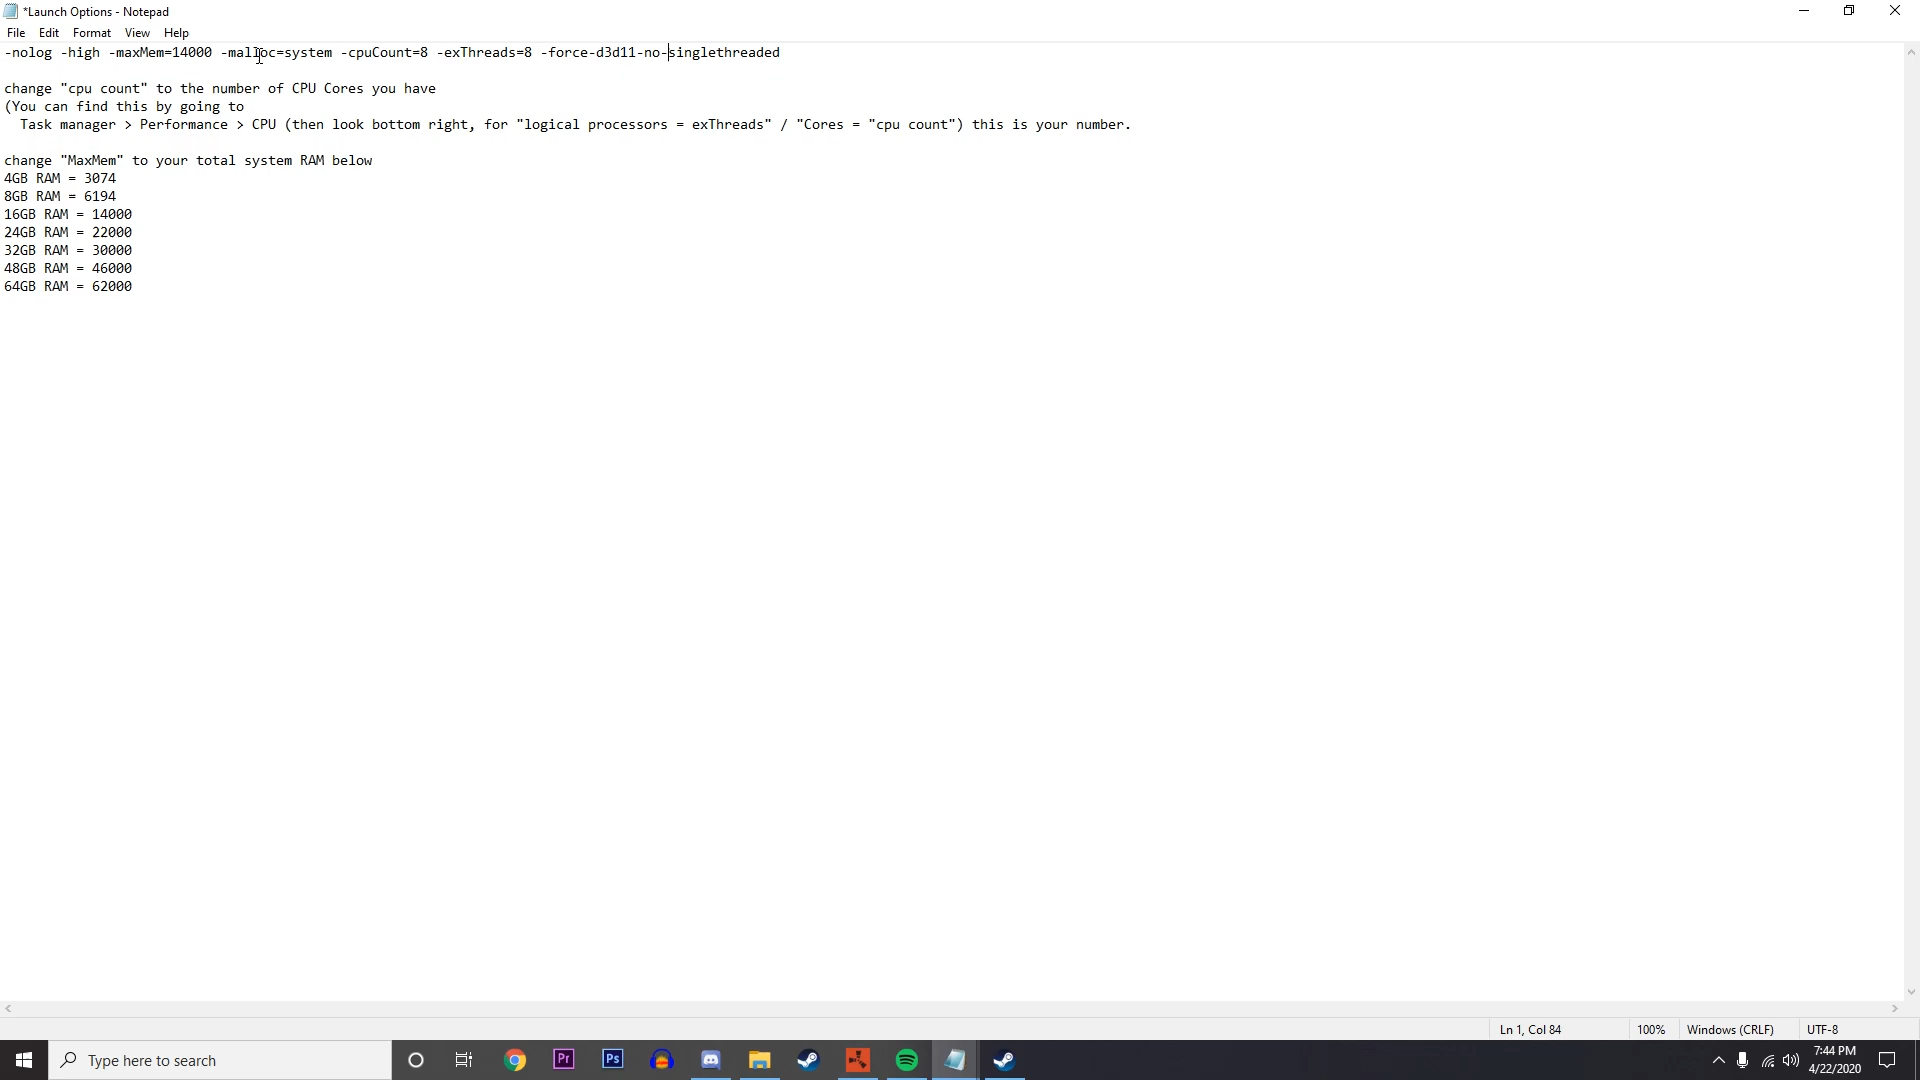 *Launch Options - Notepad
File Edit Format View Help
-nolog -high -maxMem=14000 -malloc=system -cpuCount=8 -exThreads=8 -force-d3d11-no-singlethreaded
change "cpu count" to the number of CPU Cores you have
(You can find this by going to
Task manager > Performance > CPU (then look bottom right, for "logical processors = exThreads" / "Cores = "cpu count") this is your number.
change "MaxMem" to your total system RAM below
4GB RAM = 3074
8GB RAM = 6194
16GB RAM = 14000
24GB RAM = 22000
32GB RAM = 30000
48GB RAM = 46000
64GB RAM = 62000
Ln 1, Col 84 100% Windows (CRLF) UTF-8
Type here to search
Pr
Ps
7:44 PM
4/22/2020